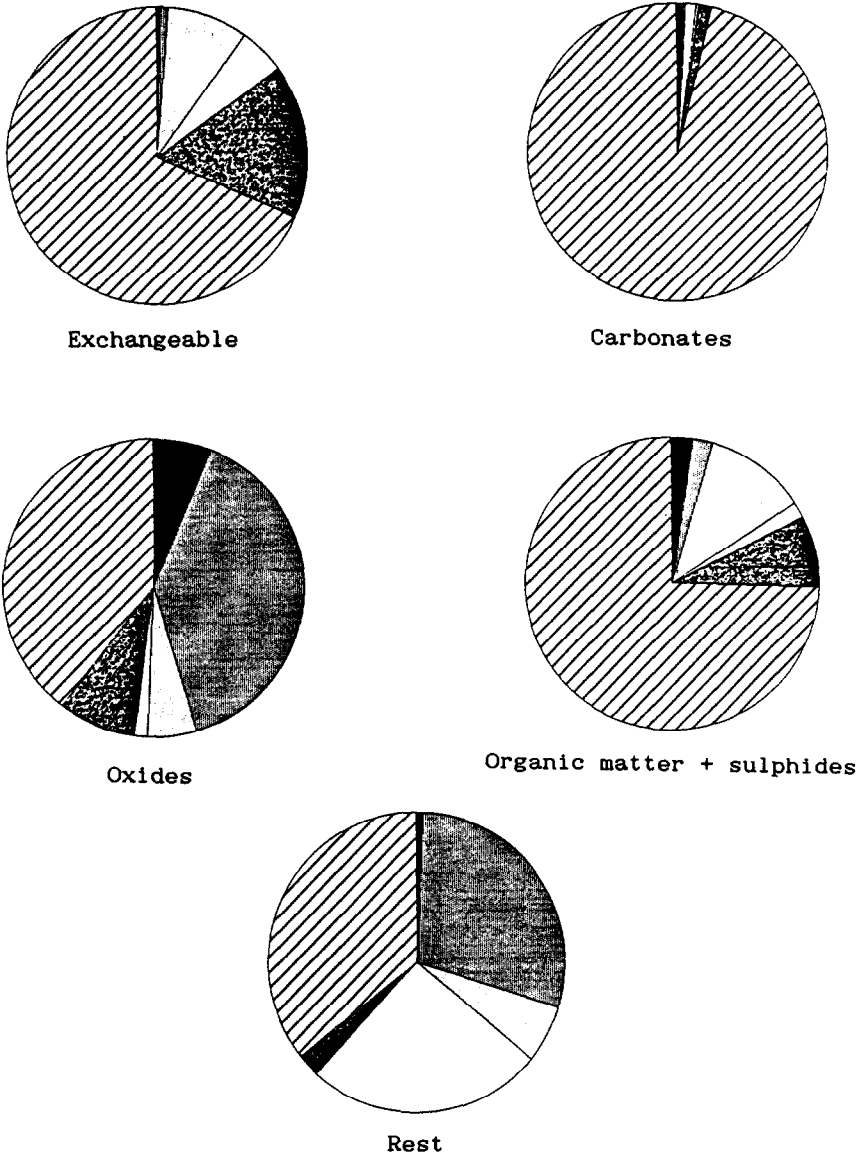 Exchangeable
Carbonates
Oxides
Organic matter + sulphides
Rest